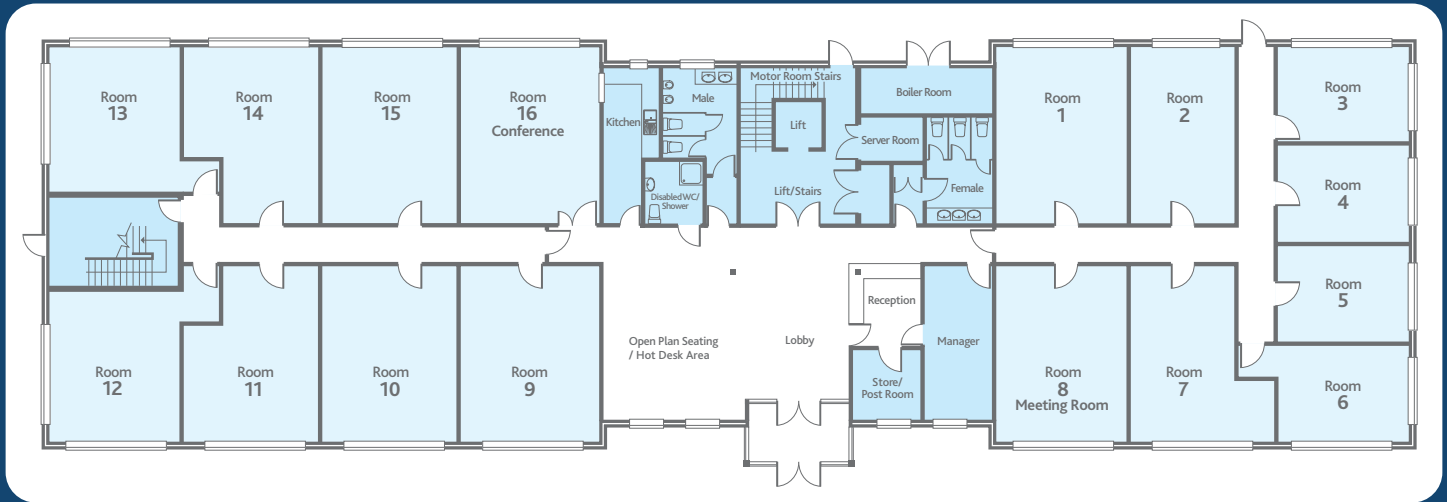 Room
13
Room
14
Room
15
Room
16
Conference
Kitchen
Male
Disabled WC/
Shower
Motor Room Stairs
Lift
Lift/Stairs
Boiler Room
Server Room
Female
Room
1
Room
2
Room
3
Room
4
Room
5
Room
6
Room
12
Room
11
Room
10
Room
9
Open Plan Seating
/ Hot Desk Area
Lobby
Reception
Store/
Post Room
Manager
Room
8
Meeting Room
Room
7